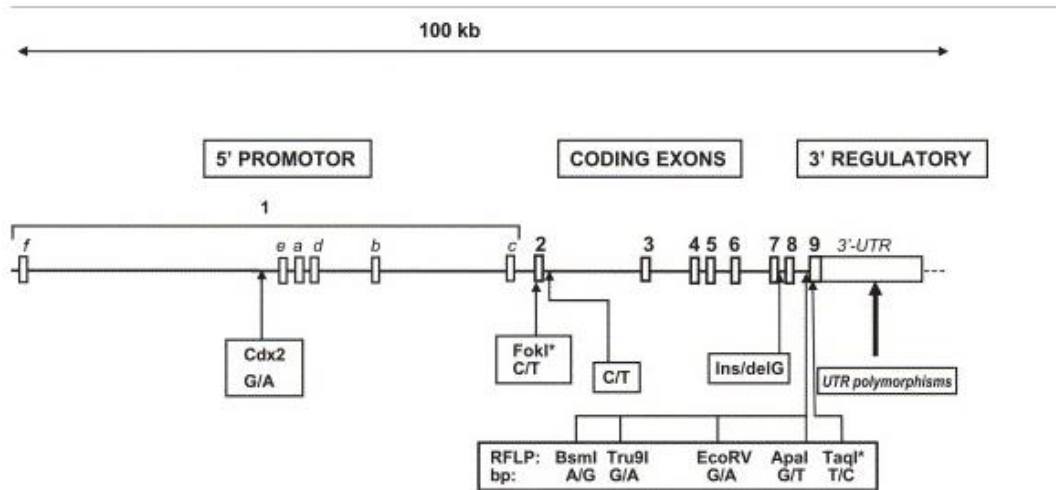 100 kb
5' PROMOTOR
CODING EXONS
3' REGULATORY
1
f e a d b c 2 3 4 5 6 7 8 9 3'-UTR
Cdx2
G/A
FokI*
C/T
C/T
Ins/delG
UTR polymorphisms
RFLP: BsmI Tru9I EcoRV ApaI TaqI*
bp: A/G G/A G/A G/T T/C